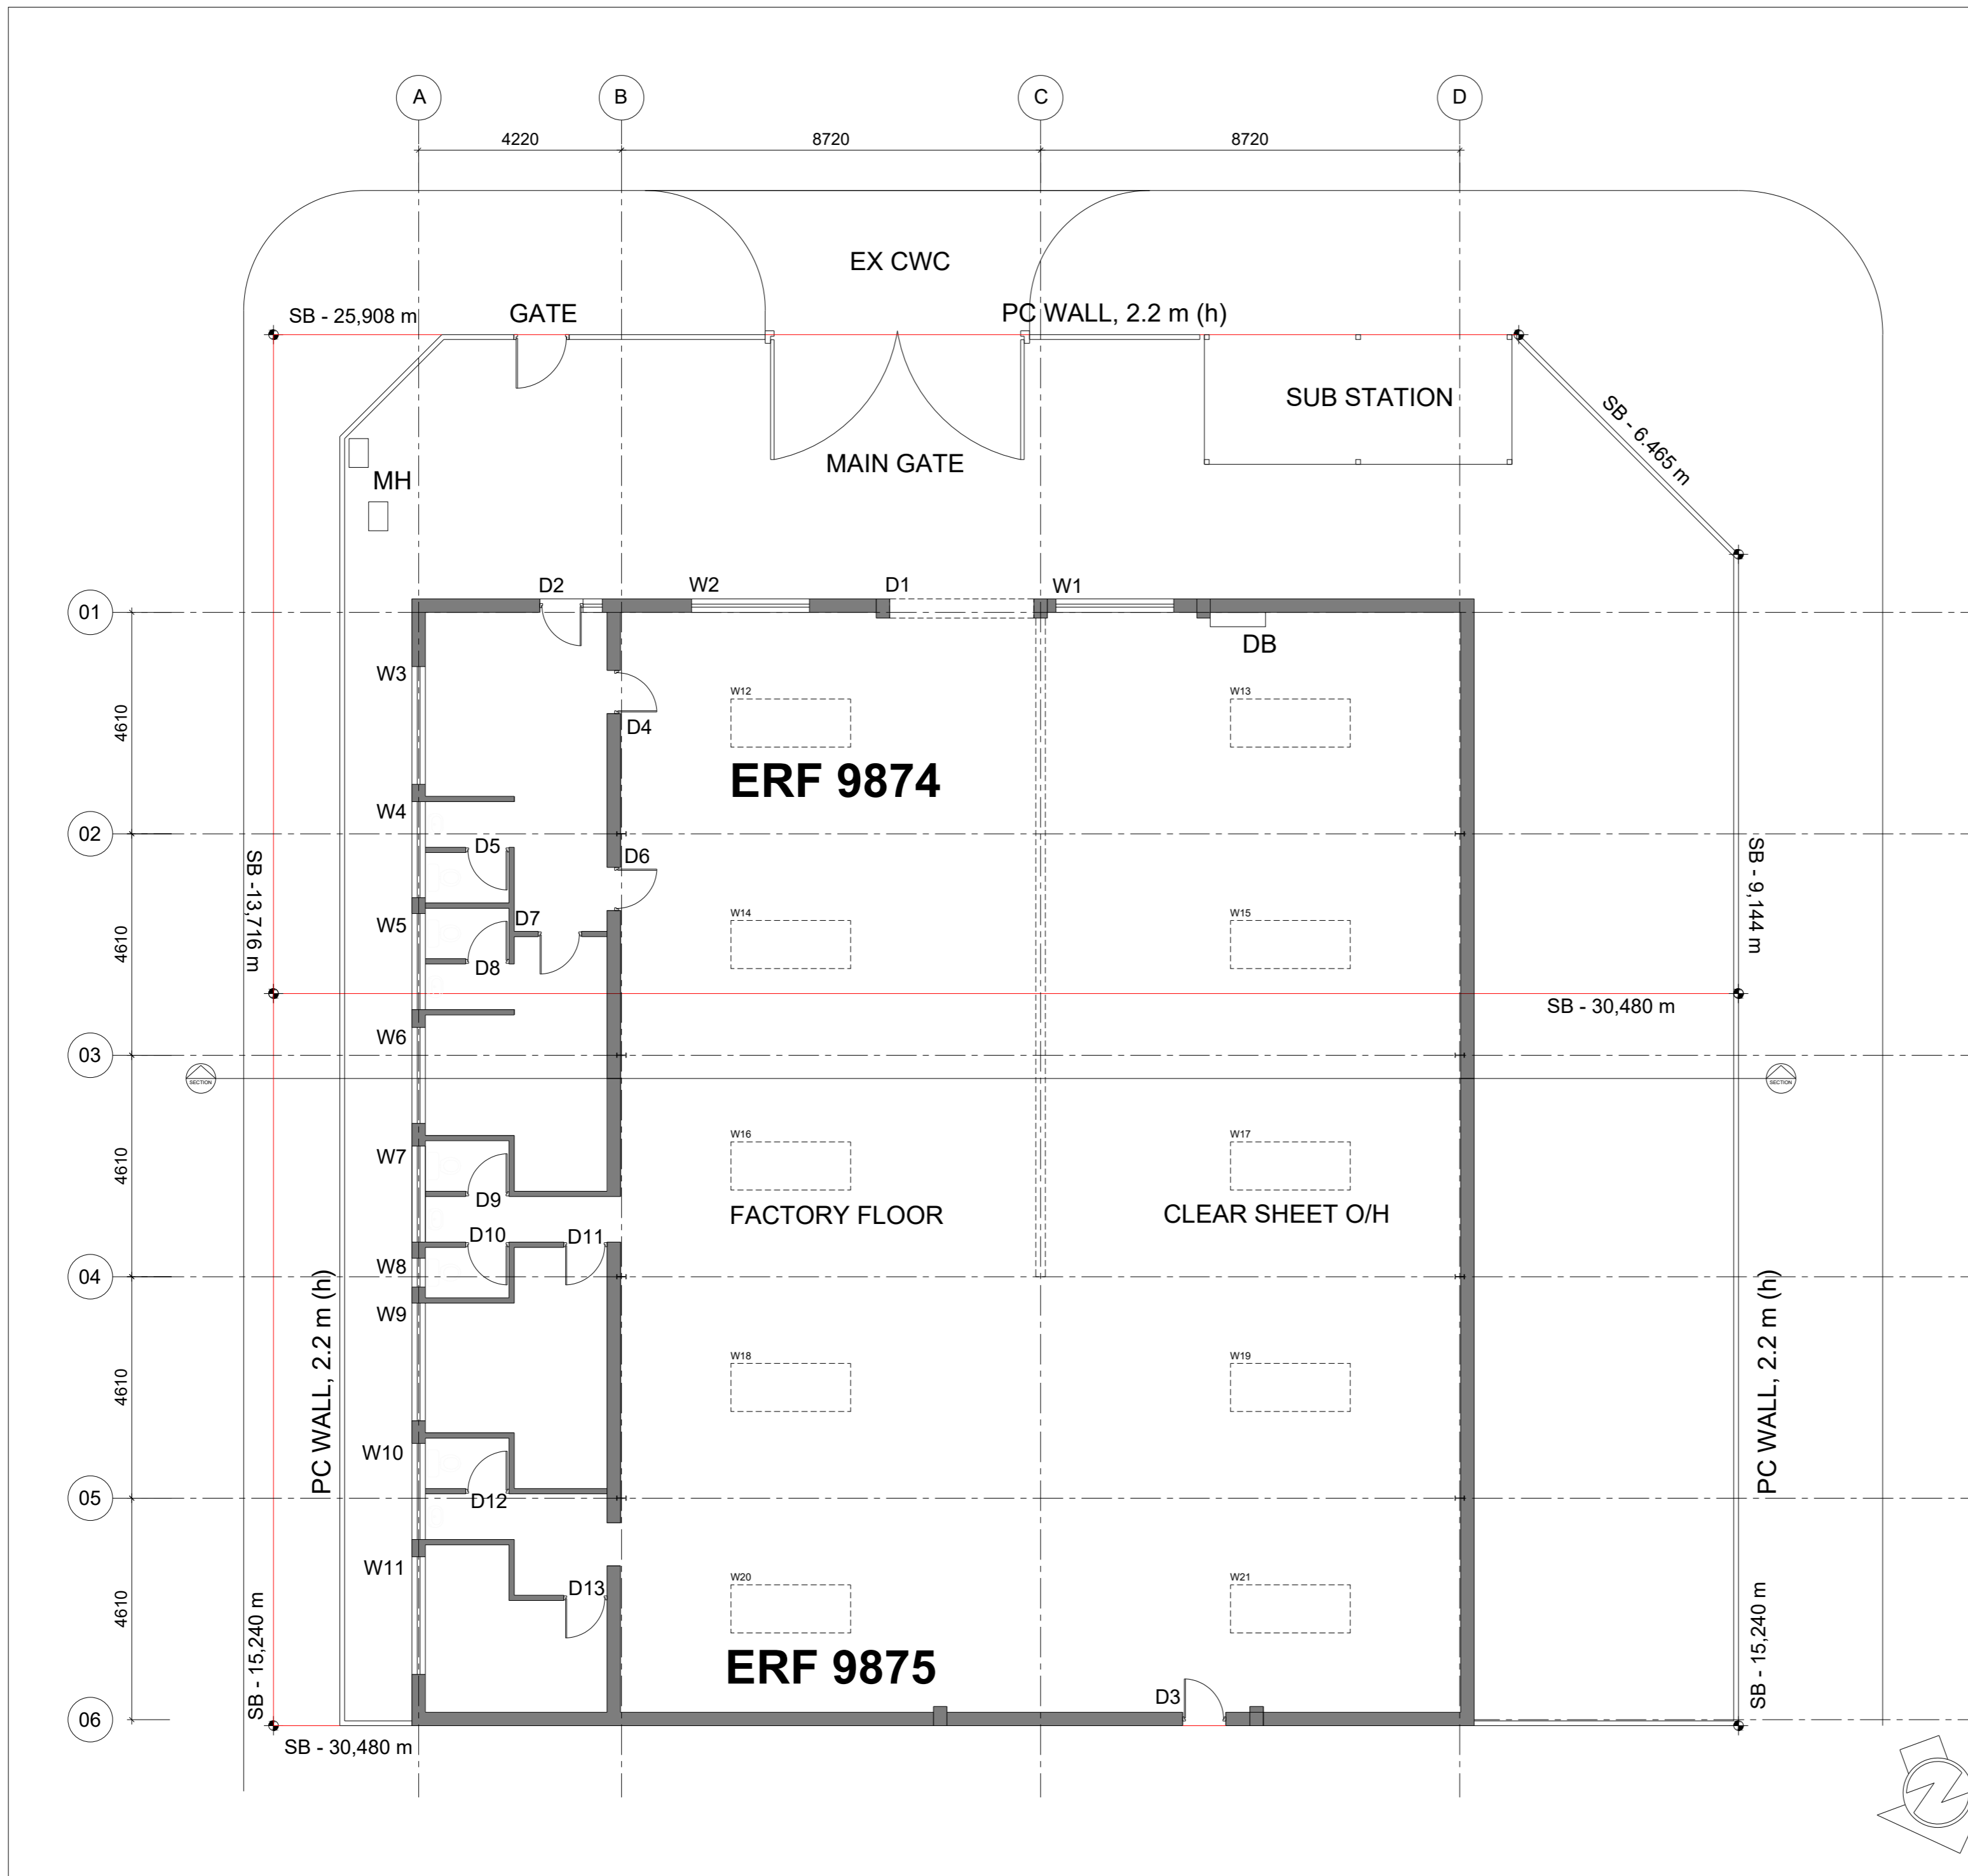 A
B
C
D
4220
8720
8720
EX CWC
SB - 25,908 m
GATE
PC WALL, 2.2 m (h)
SUB STATION
SB - 6.465 m
MAIN GATE
MH
D2
W2
D1
W1
01
DB
W3
W12
W13
4610
D4
ERF 9874
W4
02
D5
D6
SB -13,716 m
SB - 9,144 m
W14
W15
W5
D7
4610
D8
SB - 30,480 m
W6
03
SECTION
SECTION
W16
W17
W7
4610
D9
FACTORY FLOOR
CLEAR SHEET O/H
D10
D11
W8
04
W9
PC WALL, 2.2 m (h)
PC WALL, 2.2 m (h)
W18
W19
4610
W10
05
D12
W11
W20
W21
D13
4610
SB - 15,240 m
SB - 15,240 m
ERF 9875
D3
06
SB - 30,480 m